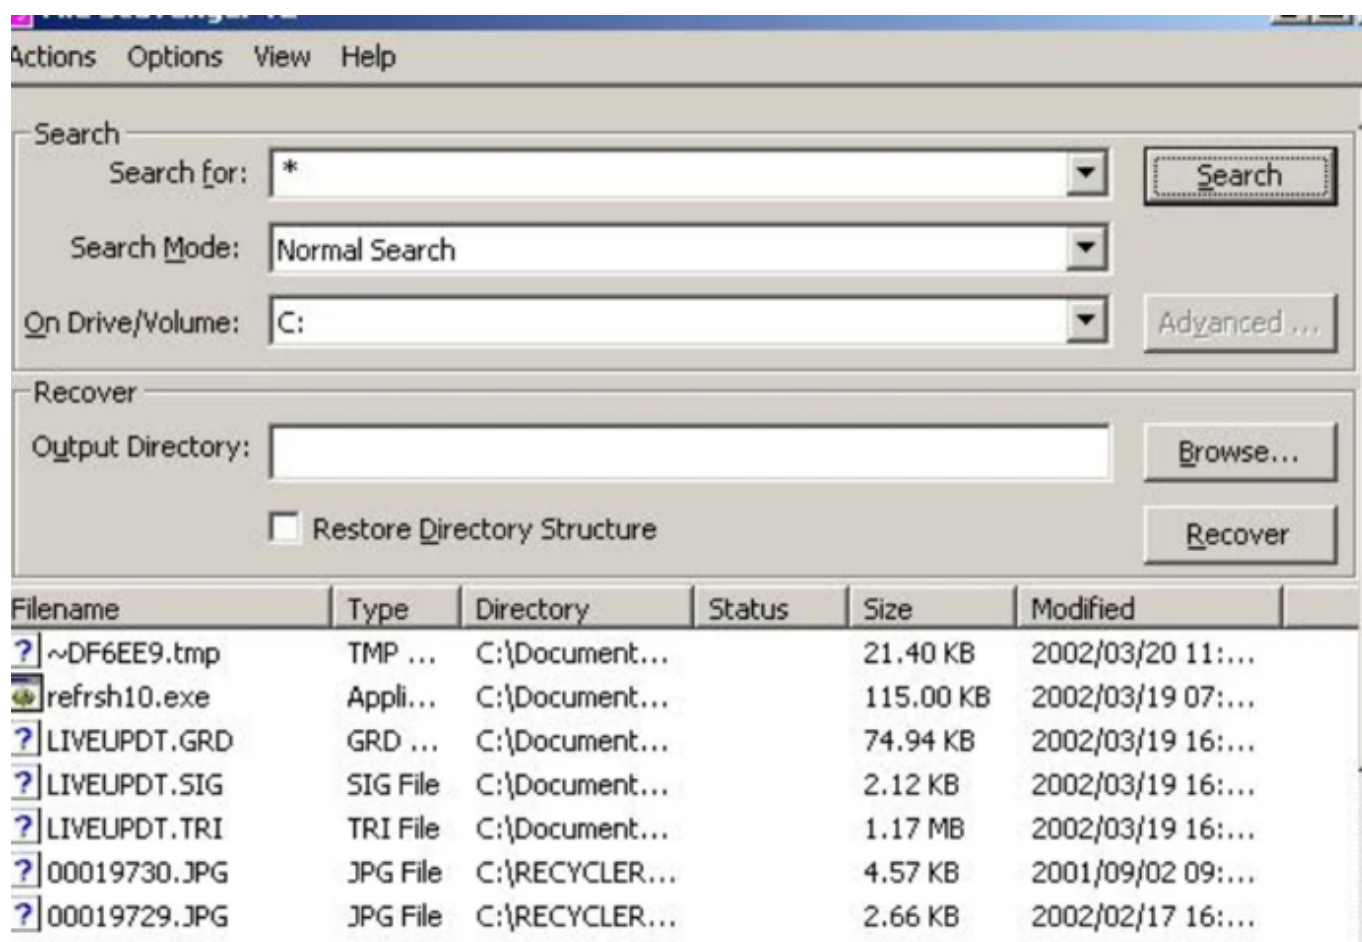 Actions Options View Help
Search
Search for: * Search
Search Mode: Normal Search
On Drive/Volume: C: Advanced ...
Recover
Output Directory: Browse...
Restore Directory Structure Recover
Filename Type Directory Status Size Modified
~DF6EE9.tmp TMP ... C:\Document... 21.40 KB 2002/03/20 11:...
refrsh10.exe Appli... C:\Document... 115.00 KB 2002/03/19 07:...
LIVEUPDT.GRD GRD ... C:\Document... 74.94 KB 2002/03/19 16:...
LIVEUPDT.SIG SIG File C:\Document... 2.12 KB 2002/03/19 16:...
LIVEUPDT.TRI TRI File C:\Document... 1.17 MB 2002/03/19 16:...
00019730.JPG JPG File C:\RECYCLER... 4.57 KB 2001/09/02 09:...
00019729.JPG JPG File C:\RECYCLER... 2.66 KB 2002/02/17 16:...